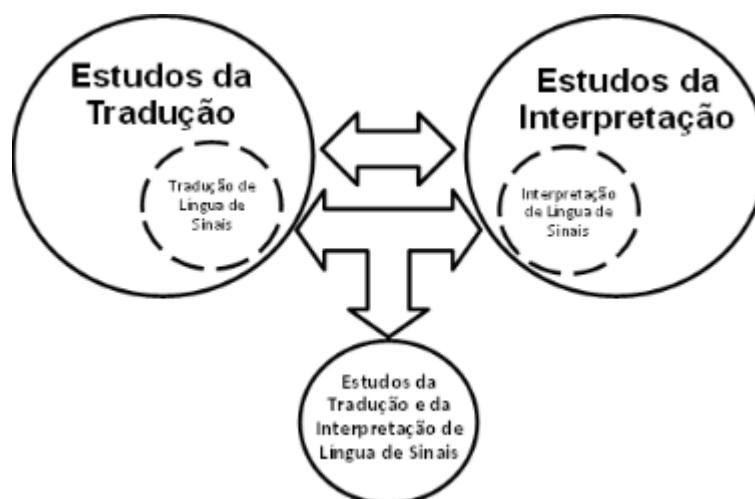 Estudos da
Tradução
Tradução de
Língua de
Sinais
Estudos da
Interpretação
Interpretação
de Língua de
Sinais
Estudos da
Tradução e da
Interpretação de
Língua de Sinais